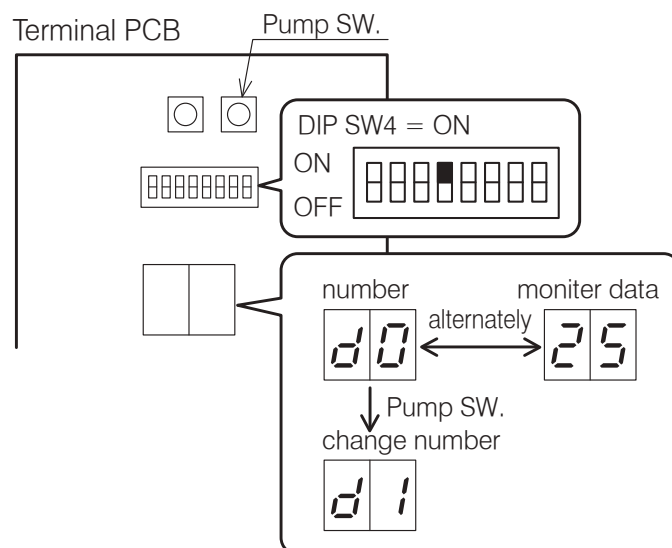 Terminal PCB
Pump SW.
DIP SW4 = ON
ON
OFF
number
moniter data
alternately
d0
25
Pump SW.
change number
d1